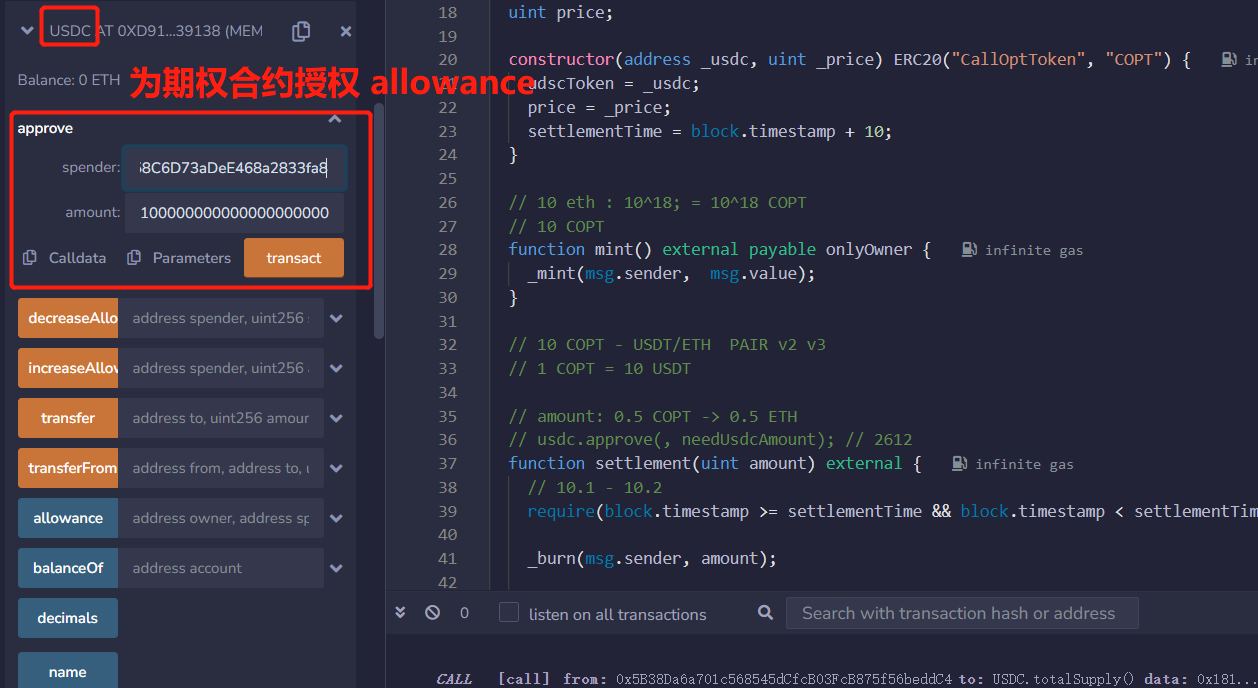 USDC AT 0XD91...39138 (MEM
Balance: 0 ETH
为期权合约授权 allowance
approve
spender: 68C6D73aDeE468a2833fa8
amount: 100000000000000000000
Calldata
Parameters
transact
decreaseAllo
address spender, uint256
increaseAllow
address spender, uint256
transfer
address to, uint256 amour
transferFrom
address from, address to, u
allowance
address owner, address sp
balanceOf
address account
decimals
name
18 uint price;
19
20 constructor(address _usdc, uint _price) ERC20("CallOptToken", "COPT") { in
21 udscToken = _usdc;
22 price = _price;
23 settlementTime = block.timestamp + 10;
24 }
25
26 // 10 eth : 10^18; = 10^18 COPT
27 // 10 COPT
28 function mint() external payable onlyOwner { infinite gas
29 _mint(msg.sender, msg.value);
30 }
31
32 // 10 COPT - USDT/ETH PAIR v2 v3
33 // 1 COPT = 10 USDT
34
35 // amount: 0.5 COPT -> 0.5 ETH
36 // usdc.approve(, needUsdcAmount); // 2612
37 function settlement(uint amount) external { infinite gas
38 // 10.1 - 10.2
39 require(block.timestamp >= settlementTime && block.timestamp < settlementTim
40
41 _burn(msg.sender, amount);
42
0
listen on all transactions
Search with transaction hash or address
CALL [call] from: 0x5B38Da6a701c568545dCfcB03FcB875f56beddC4 to: USDC.totalSupply() data: 0x181...